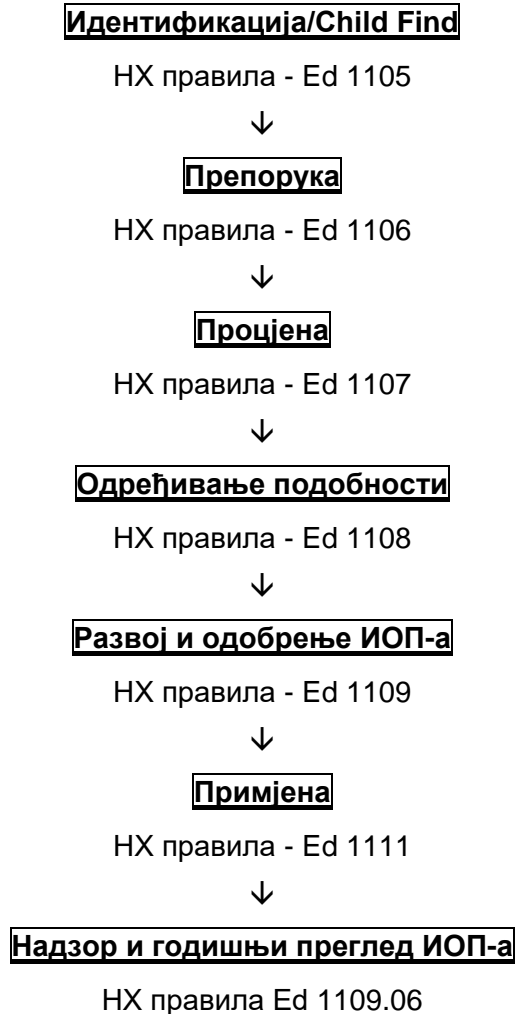 Идентификација/Child Find
НХ правила - Ed 1105
↓
Препорука
НХ правила - Ed 1106
↓
Процјена
НХ правила - Ed 1107
↓
Одређивање подобности
НХ правила - Ed 1108
↓
Развој и одобрење ИОП-а
НХ правила - Ed 1109
↓
Примјена
НХ правила - Ed 1111
↓
Надзор и годишњи преглед ИОП-а
НХ правила Ed 1109.06